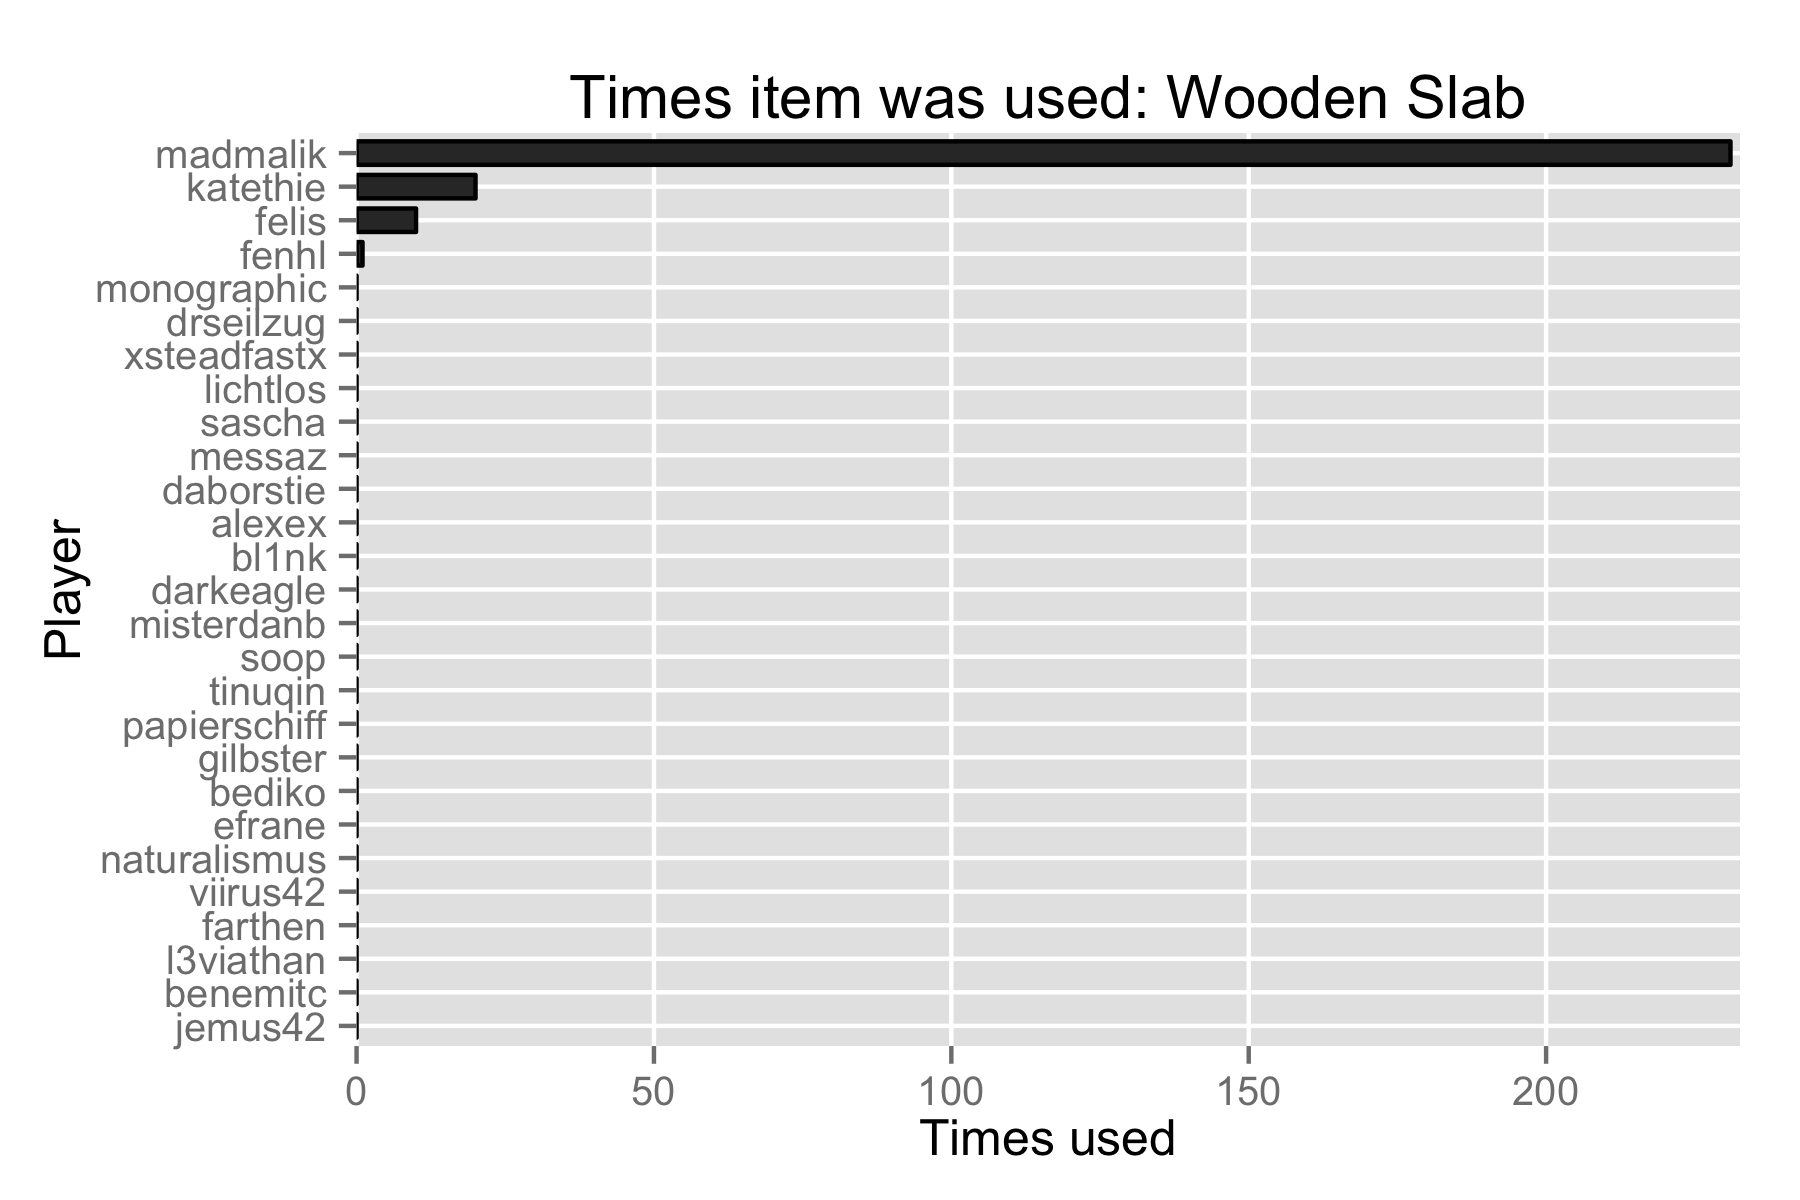 Times item was used: Wooden Slab
Player
madmalik
katethie
felis
fenhl
monographic
drseilzug
xsteadfastx
lichtlos
sascha
messaz
daborstie
alexex
bl1nk
darkeagle
misterdanb
soop
tinuqin
papierschiff
gilbster
bediko
efrane
naturalismus
viirus42
farthen
l3viathan
benemitc
jemus42
0 50 100 150 200
Times used